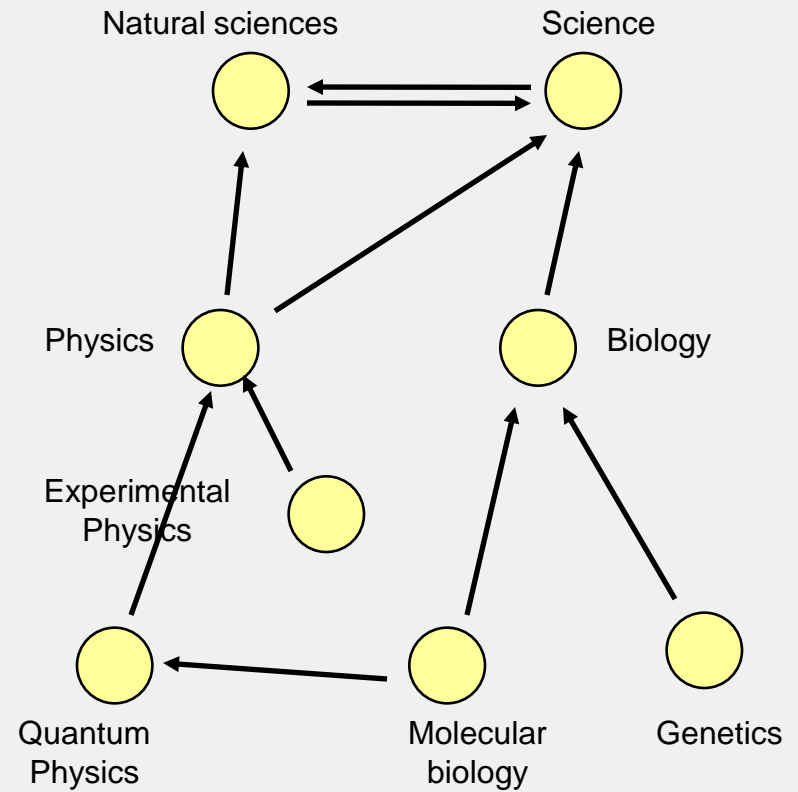 Natural sciences
Science
Physics
Biology
Experimental
Physics
Quantum
Physics
Molecular
biology
Genetics